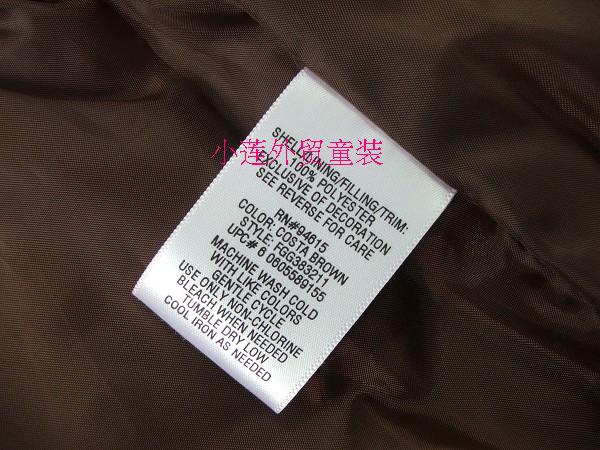 小莲外留童装
SHELL/LINING/FILLING/TRIM:
100% POLYESTER
EXCLUSIVE OF DECORATION
SEE REVERSE FOR CARE
RN#94615
COLOR: COSTA BROWN
STYLE: FGG383211
UPC# 6 0605589155
MACHINE WASH COLD
WITH LIKE COLORS
GENTLE CYCLE
USE ONLY NON-CHLORINE
BLEACH WHEN NEEDED
TUMBLE DRY LOW
COOL IRON AS NEEDED